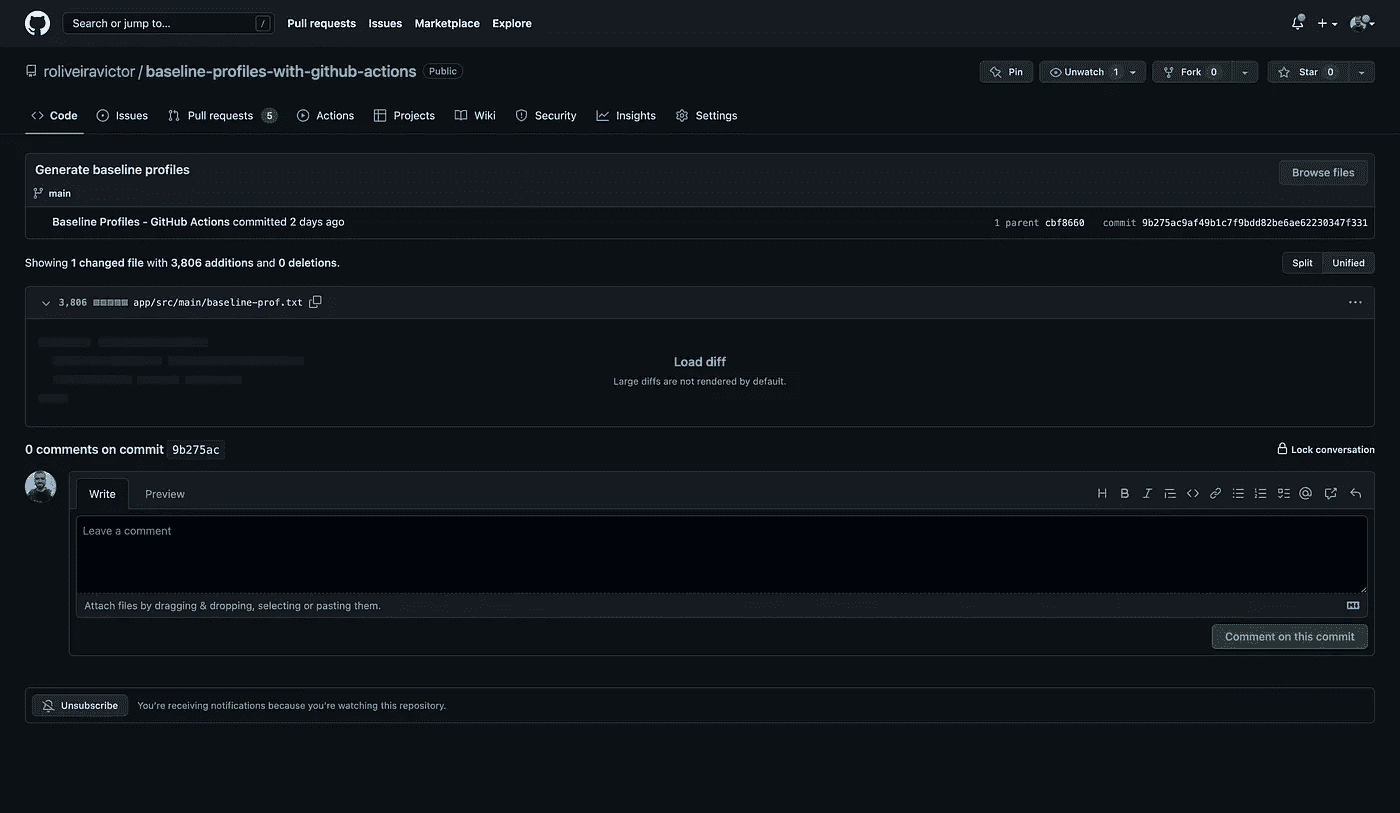 Search or jump to... /
Pull requests Issues Marketplace Explore
roliveiravictor / baseline-profiles-with-github-actions Public
Pin Unwatch 1 Fork 0 Star 0
Code Issues Pull requests 5 Actions Projects Wiki Security Insights Settings
Generate baseline profiles
Browse files
main
Baseline Profiles - GitHub Actions committed 2 days ago
1 parent cbf8660 commit 9b275ac9af49b1c7f9bdd82be6ae62230347f331
Showing 1 changed file with 3,806 additions and 0 deletions.
Split Unified
3,806 app/src/main/baseline-prof.txt
Load diff
Large diffs are not rendered by default.
0 comments on commit 9b275ac
Lock conversation
Write Preview
Leave a comment
Attach files by dragging & dropping, selecting or pasting them.
Comment on this commit
Unsubscribe You're receiving notifications because you're watching this repository.